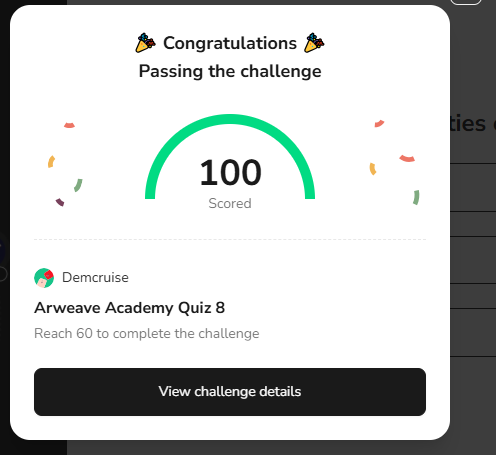 Congratulations
Passing the challenge
100
Scored
Demcruise
Arweave Academy Quiz 8
Reach 60 to complete the challenge
View challenge details